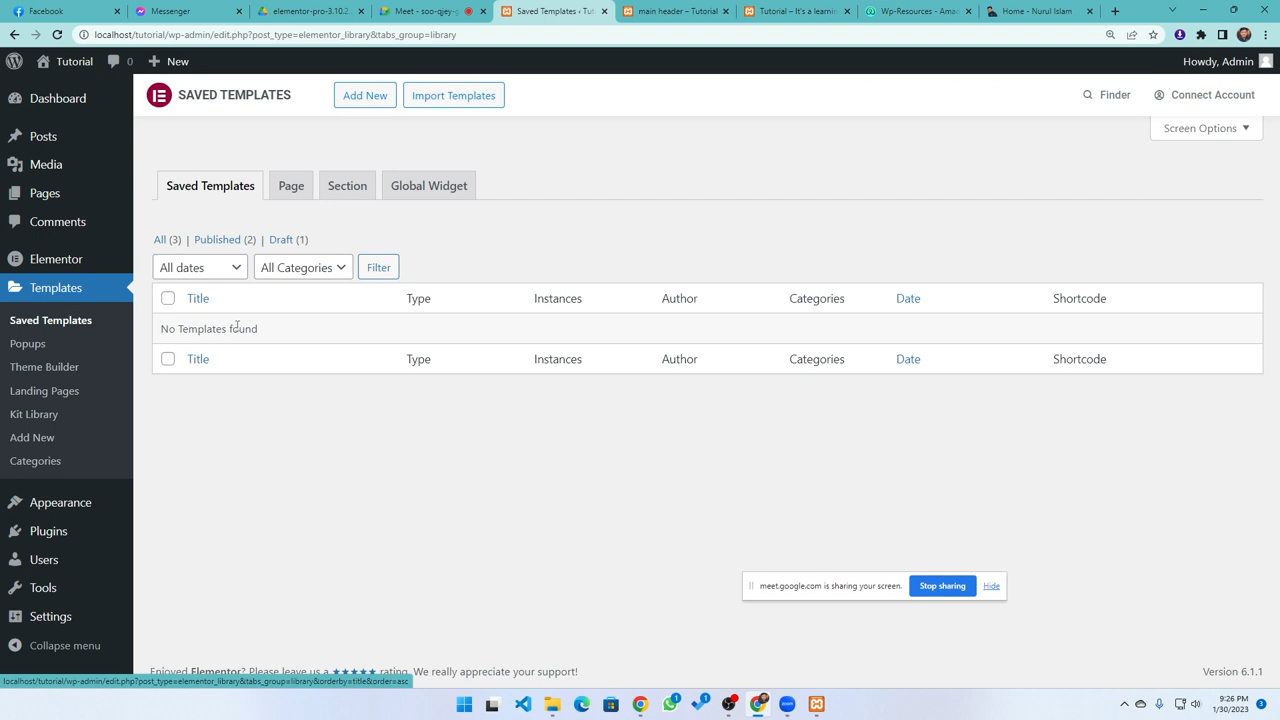 Facebook
Messenger
elementor-pro-3.10.2.
Meet - soo-qjey-g
Saved Templates ‹ Tut
main header – Tutorial
Tutorial – It's a learnin
Wp-Resources - Amad
Home - Nurul Islam
localhost/tutorial/wp-admin/edit.php?post_type=elementor_library&tabs_group=library
Tutorial
0
New
Howdy, Admin
Dashboard
Posts
Media
Pages
Comments
Elementor
Templates
Saved Templates
Popups
Theme Builder
Landing Pages
Kit Library
Add New
Categories
Appearance
Plugins
Users
Tools
Settings
Collapse menu
SAVED TEMPLATES
Add New
Import Templates
Finder
Connect Account
Screen Options
Saved Templates
Page
Section
Global Widget
All (3) | Published (2) | Draft (1)
All dates
All Categories
Filter
Title Type Instances Author Categories Date Shortcode
No Templates found
Title Type Instances Author Categories Date Shortcode
meet.google.com is sharing your screen.
Stop sharing
Hide
Enjoyed Elementor? Please leave us a ★★★★★ rating. We really appreciate your support!
Version 6.1.1
localhost/tutorial/wp-admin/edit.php?post_type=elementor_library&tabs_group=library&orderby=title&order=asc
zoom
1
1
9:26 PM
1/30/2023
3